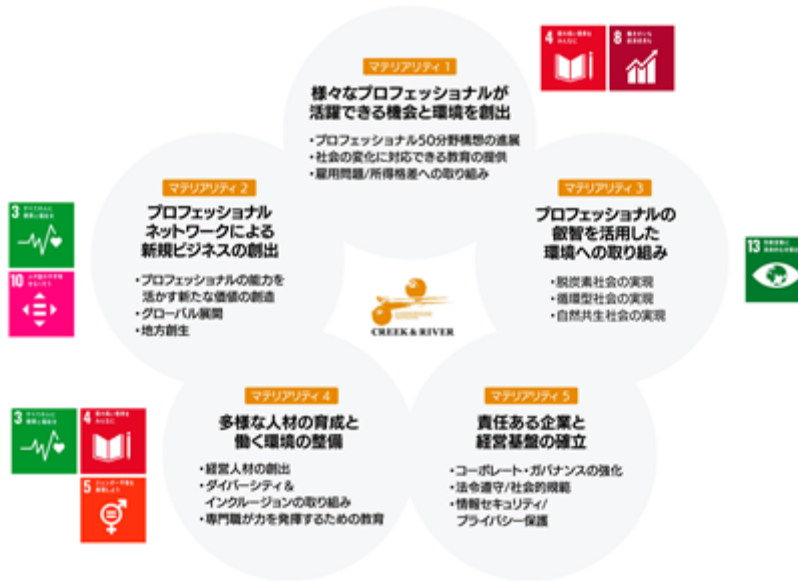 マテリアリティ 1
様々なプロフェッショナルが
活躍できる機会と環境を創出
・プロフェッショナル50分野構想の進展
・社会の変化に対応できる教育の提供
・雇用問題/所得格差への取り組み
4
8
マテリアリティ 2
プロフェッショナル
ネットワークによる
新規ビジネスの創出
・プロフェッショナルの能力を
活かす新たな価値の創造
・グローバル展開
・地方創生
3
10
マテリアリティ 3
プロフェッショナルの
叡智を活用した
環境への取り組み
・脱炭素社会の実現
・循環型社会の実現
・自然共生社会の実現
13
CREEK & RIVER
マテリアリティ 4
多様な人材の育成と
働く環境の整備
・経営人材の創出
・ダイバーシティ &
インクルージョンの取り組み
・専門職が力を発揮するための教育
3
4
5
マテリアリティ 5
責任ある企業と
経営基盤の確立
・コーポレート・ガバナンスの強化
・法令遵守/社会的規範
・情報セキュリティ/
プライバシー保護